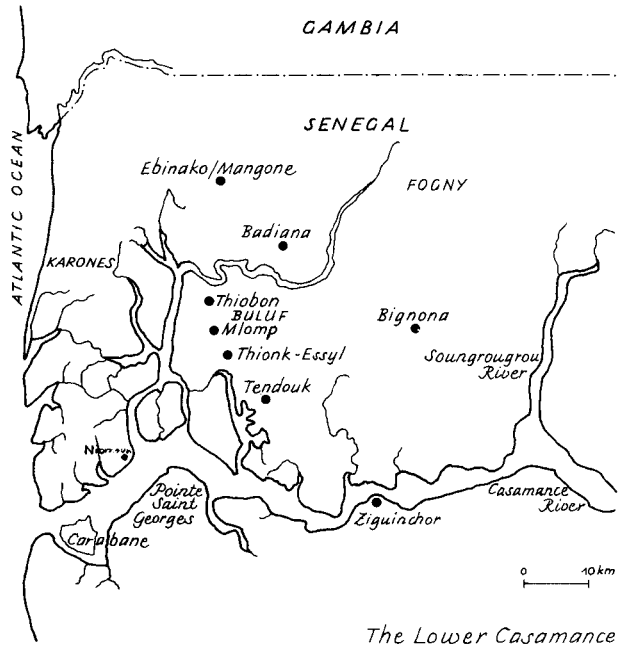 GAMBIA
SENEGAL
ATLANTIC OCEAN
Ebinako/Mangone
FOGNY
Badiana
KARONES
Thiobon
BULUF
Mlomp
Bignona
Thionk-Essyl
Soungrougrou
River
Tendouk
Pointe
Saint
Georges
Casamance
River
Ziguinchor
Carabane
0 10 km
The Lower Casamance